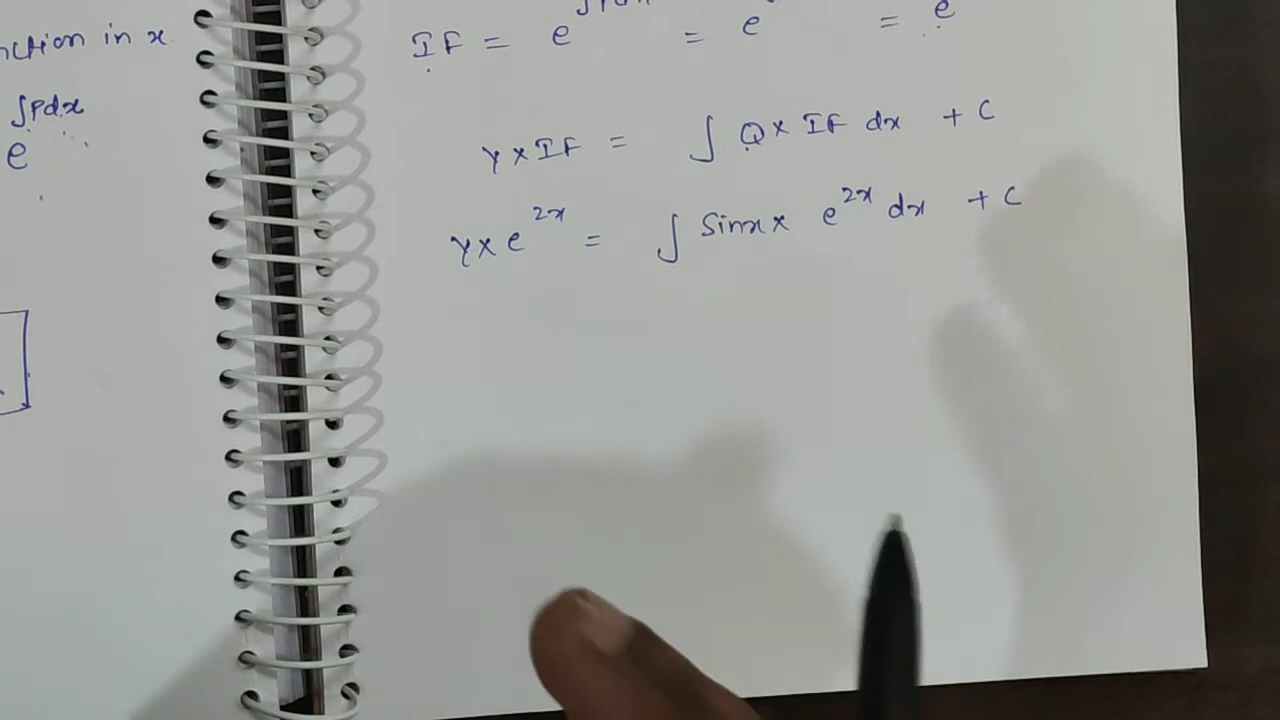 nction in x
∫Pdx
e
IF = e = e = e
Y × IF = ∫ Q × IF dx + C
Y × e^2x = ∫ Sinx × e^2x dx + C